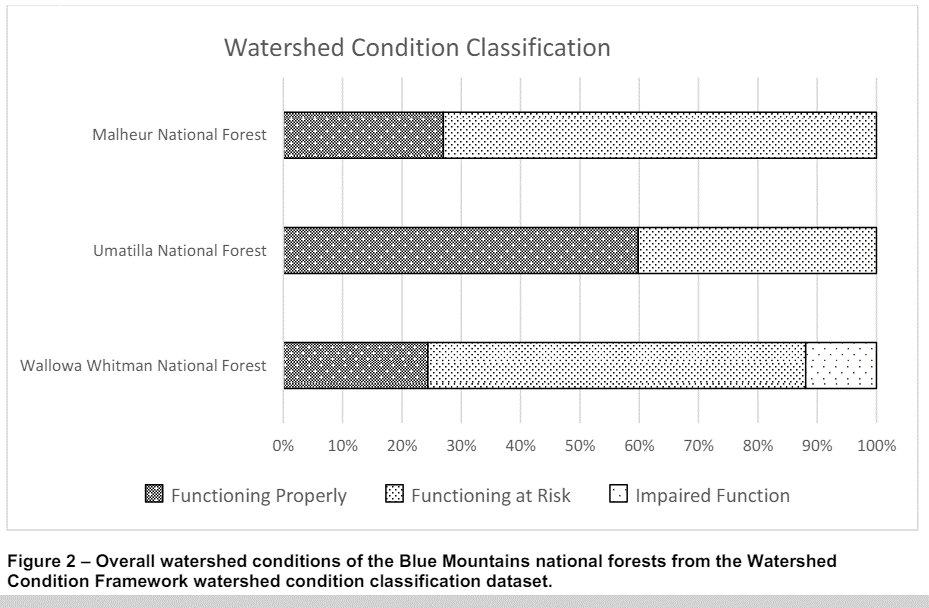 Watershed Condition Classification
Malheur National Forest
Umatilla National Forest
Wallowa Whitman National Forest
0% 10% 20% 30% 40% 50% 60% 70% 80% 90% 100%
Functioning Properly Functioning at Risk Impaired Function
Figure 2 – Overall watershed conditions of the Blue Mountains national forests from the Watershed
Condition Framework watershed condition classification dataset.